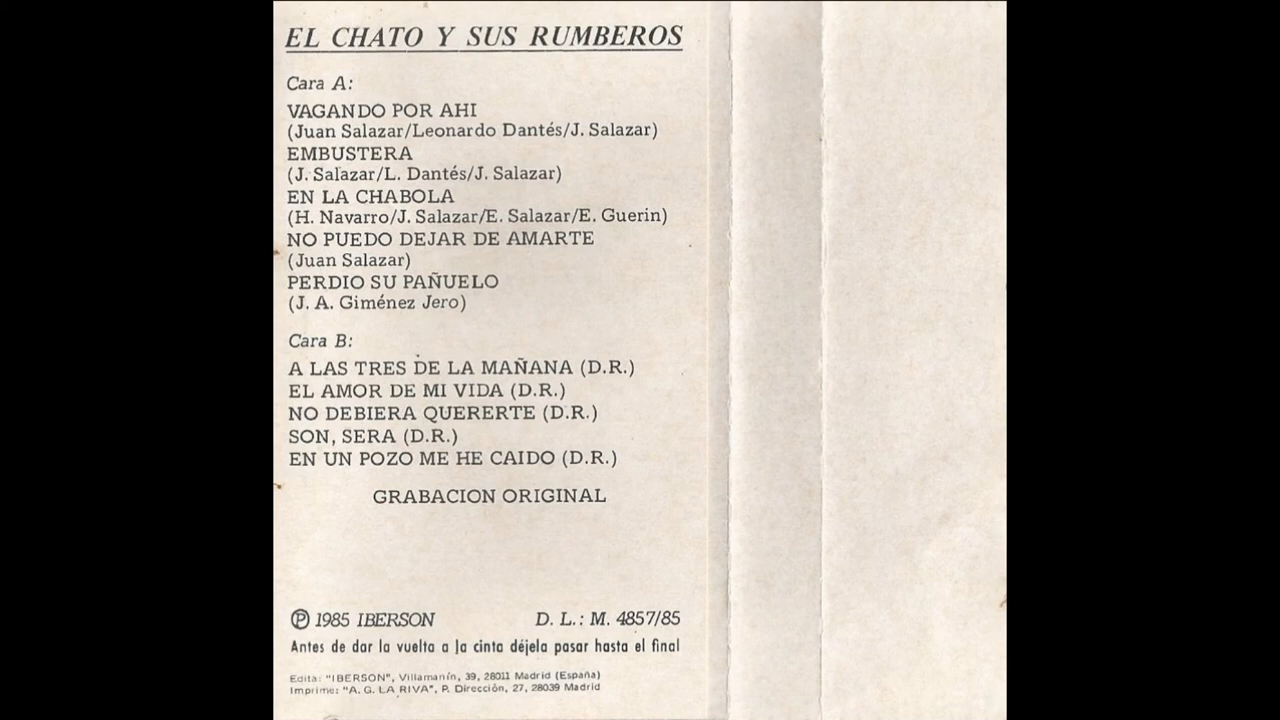 EL CHATO Y SUS RUMBEROS
Cara A:
VAGANDO POR AHI
(Juan Salazar/Leonardo Dantés/J. Salazar)
EMBUSTERA
(J. Salazar/L. Dantés/J. Salazar)
EN LA CHABOLA
(H. Navarro/J. Salazar/E. Salazar/E. Guerin)
NO PUEDO DEJAR DE AMARTE
(Juan Salazar)
PERDIO SU PAÑUELO
(J. A. Giménez Jero)
Cara B:
A LAS TRES DE LA MAÑANA (D.R.)
EL AMOR DE MI VIDA (D.R.)
NO DEBIERA QUERERTE (D.R.)
SON, SERA (D.R.)
EN UN POZO ME HE CAIDO (D.R.)
GRABACION ORIGINAL
Ⓟ 1985 IBERSON D. L.: M. 4857/85
Antes de dar la vuelta a la cinta déjela pasar hasta el final
Edita: "IBERSON", Villamanín, 39, 28011 Madrid (España)
Imprime: "A. G. LA RIVA", P. Dirección, 27, 28039 Madrid